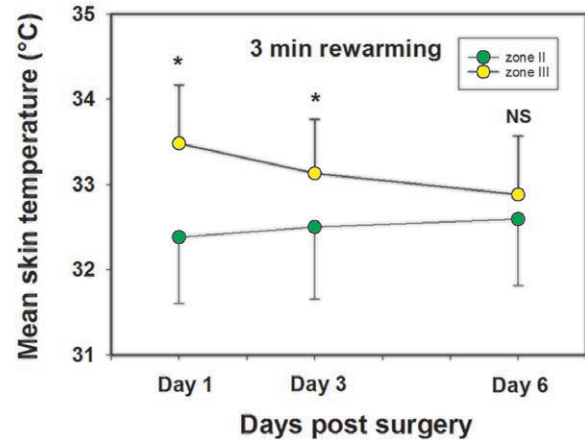 35
34
33
32
31
Mean skin temperature (°C)
3 min rewarming
zone II
zone III
*
*
NS
Day 1
Day 3
Day 6
Days post surgery